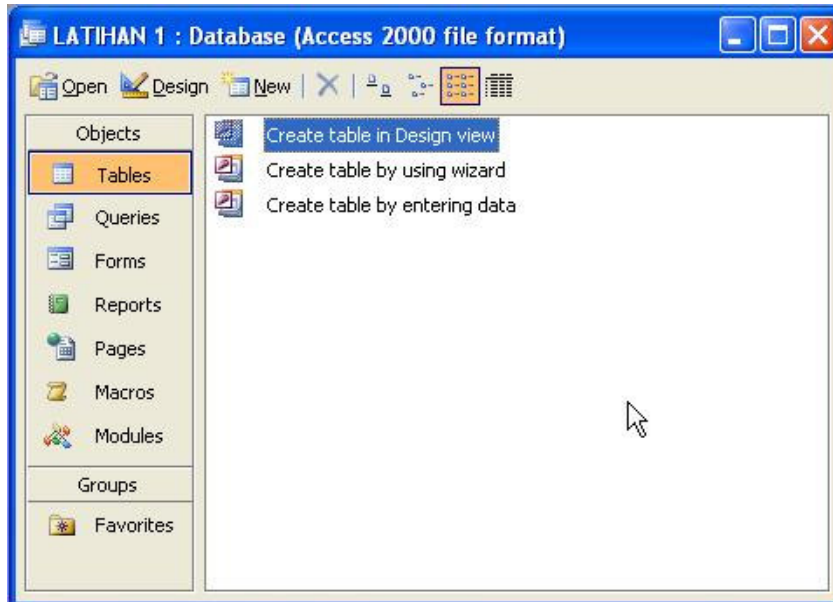 LATIHAN 1 : Database (Access 2000 file format)
Open Design New
Objects
Tables
Queries
Forms
Reports
Pages
Macros
Modules
Groups
Favorites
Create table in Design view
Create table by using wizard
Create table by entering data